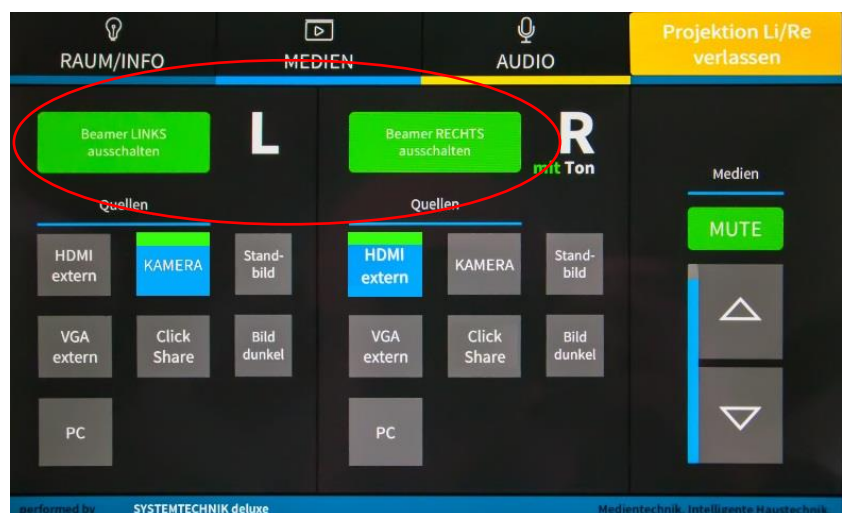 RAUM/INFO
MEDIEN
AUDIO
Projektion Li/Re
verlassen
Beamer LINKS
ausschalten
L
Beamer RECHTS
ausschalten
R
mit Ton
Quellen
HDMI
extern
KAMERA
Stand-
bild
VGA
extern
Click
Share
Bild
dunkel
PC
Quellen
HDMI
extern
KAMERA
Stand-
bild
VGA
extern
Click
Share
Bild
dunkel
PC
Medien
MUTE
performed by SYSTEMTECHNIK deluxe
Medientechnik, Intelligente Haustechnik